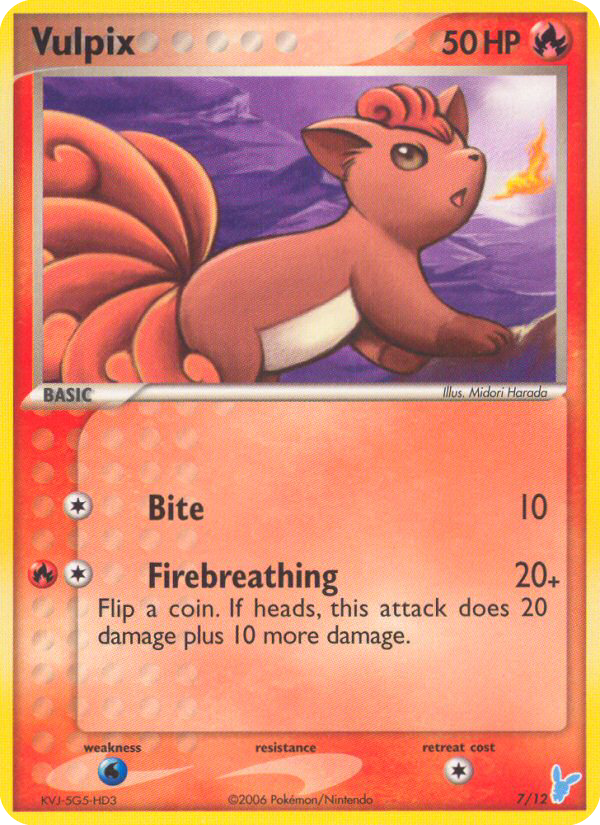 Vulpix 50 HP
BASIC
Illus. Midori Harada
Bite 10
Firebreathing 20+
Flip a coin. If heads, this attack does 20
damage plus 10 more damage.
weakness resistance retreat cost
KVJ-5G5-HD3 ©2006 Pokémon/Nintendo 7/12